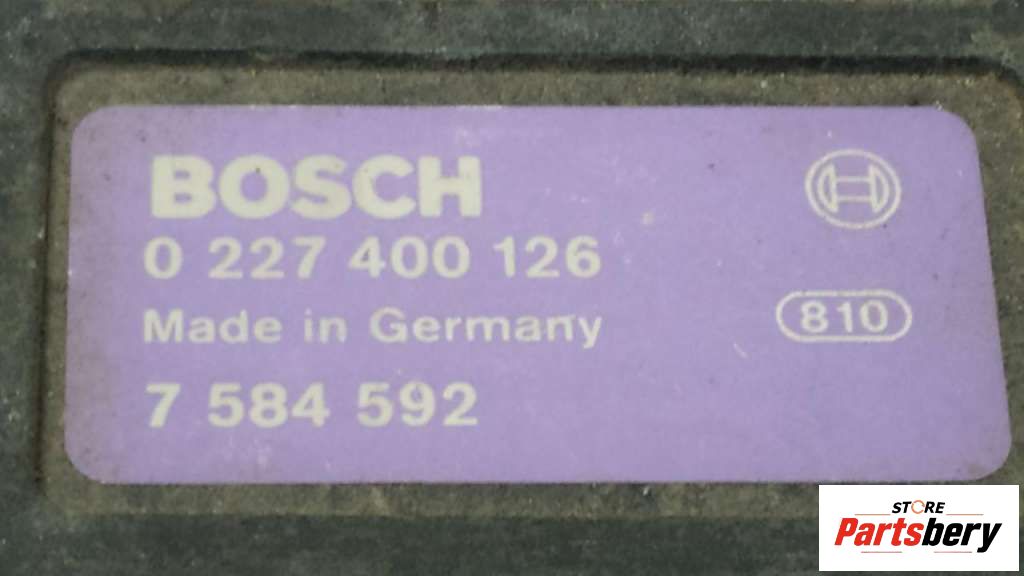 BOSCH
0 227 400 126
Made in Germany
810
7 584 592
STORE
Partsbery